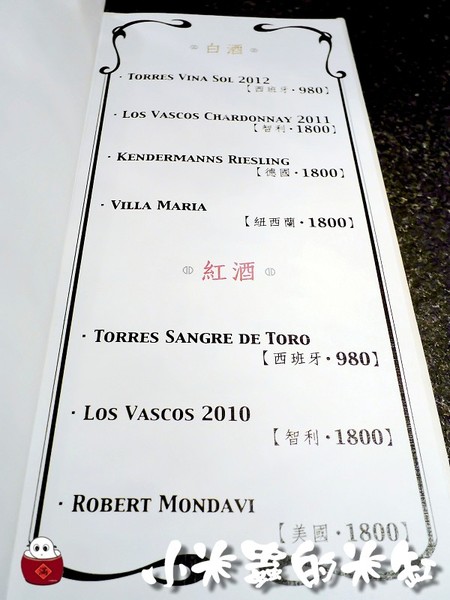 白酒
· TORRES VINA SOL 2012
【西班牙・980】
· LOS VASCOS CHARDONNAY 2011
【智利・1800】
· KENDERMANNS RIESLING
【德國・1800】
· VILLA MARIA
【紐西蘭・1800】
紅酒
· TORRES SANGRE DE TORO
【西班牙・980】
· LOS VASCOS 2010
【智利・1800】
· ROBERT MONDAVI
【美國・1800】
小米蟲的米缸